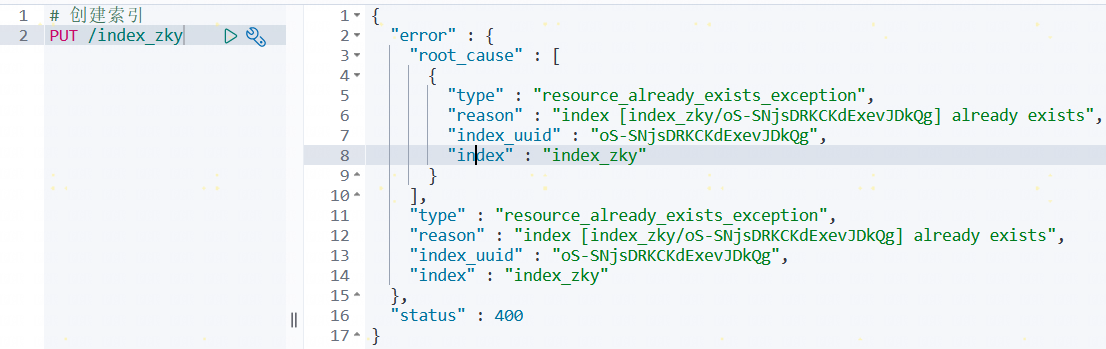 1 # 创建索引
2 PUT /index_zky
1 {
2 "error" : {
3 "root_cause" : [
4 {
5 "type" : "resource_already_exists_exception",
6 "reason" : "index [index_zky/oS-SNjsDRKCKdExevJDkQg] already exists",
7 "index_uuid" : "oS-SNjsDRKCKdExevJDkQg",
8 "index" : "index_zky"
9 }
10 ],
11 "type" : "resource_already_exists_exception",
12 "reason" : "index [index_zky/oS-SNjsDRKCKdExevJDkQg] already exists",
13 "index_uuid" : "oS-SNjsDRKCKdExevJDkQg",
14 "index" : "index_zky"
15 },
16 "status" : 400
17 }